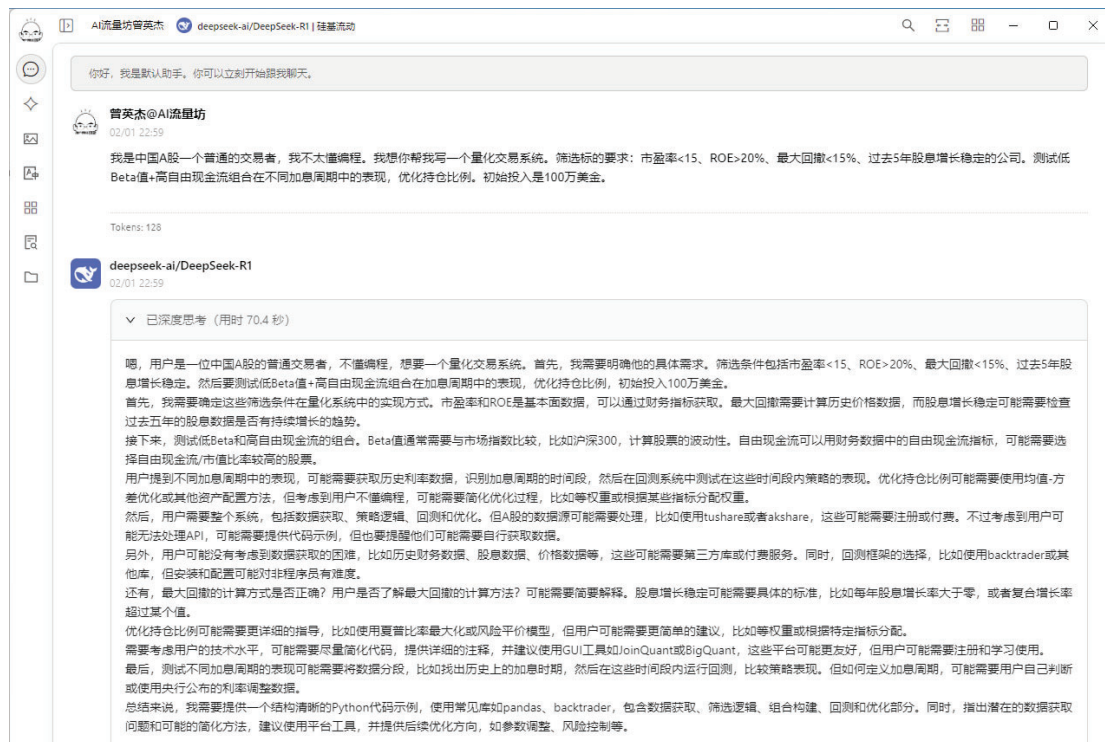 AI流量坊曾英杰 deepseek-ai/DeepSeek-R1 | 硅基流动
你好，我是默认助手。你可以立刻开始跟我聊天。
曾英杰@AI流量坊
02/01 22:59
我是中国A股一个普通的交易者，我不太懂编程。我想你帮我写一个量化交易系统。筛选标的要求：市盈率<15、ROE>20%、最大回撤<15%、过去5年股息增长稳定的公司。测试低
Beta值+高自由现金流组合在不同加息周期中的表现，优化持仓比例。初始投入是100万美金。
Tokens: 128
deepseek-ai/DeepSeek-R1
02/01 22:59
已深度思考（用时 70.4 秒）
嗯，用户是一位中国A股的普通交易者，不懂编程，想要一个量化交易系统。首先，我需要明确他的具体需求。筛选条件包括市盈率<15、ROE>20%、最大回撤<15%、过去5年股
息增长稳定。然后要测试低Beta值+高自由现金流组合在加息周期中的表现，优化持仓比例，初始投入100万美元。
首先，我需要确定这些筛选条件在量化系统中的实现方式。市盈率和ROE是基本面数据，可以通过财务指标获取。最大回撤需要计算历史价格数据，而股息增长稳定可能需要检查
过去五年的股息数据是否有持续增长的趋势。
接下来，测试低Beta和高自由现金流的组合。Beta值通常需要与市场指数比较，比如沪深300，计算股票的波动性。自由现金流可以用财务数据中的自由现金流指标，可能需要选
择自由现金流/市值比率较高的股票。
用户提到不同加息周期中的表现，可能需要获取历史利率数据，识别加息周期的时间段，然后在回测系统中测试在这些时间段内策略的表现。优化持仓比例可能需要使用均值-方
差优化或其他资产配置方法，但考虑到用户不懂编程，可能需要简化优化过程，比如等权重或根据某些指标分配权重。
然后，用户需要整个系统，包括数据获取、策略逻辑、回测和优化。但A股的数据源可能需要处理，比如使用tushare或者akshare，这些可能需要注册或付费。不过考虑到用户可
能无法处理API，可能需要提供代码示例，但也要提醒他们可能需要自行获取数据。
另外，用户可能没有考虑到数据获取的困难，比如历史财务数据、股息数据、价格数据等，这些可能需要第三方库或付费服务。同时，回测框架的选择，比如使用backtrader或其
他库，但安装和配置可能对非程序员有难度。
还有，最大回撤的计算方式是否正确？用户是否了解最大回撤的计算方法？可能需要简要解释。股息增长稳定可能需要具体的标准，比如每年股息增长率大于零，或者复合增长率
超过某个值。
优化持仓比例可能需要更详细的指导，比如使用夏普比率最大化或风险平价模型，但用户可能需要更简单的建议，比如等权重或根据特定指标分配。
需要考虑用户的技术水平，可能需要尽量简化代码，提供详细的注释，并建议使用GUI工具如JoinQuant或BigQuant，这些平台可能更友好，但用户可能需要注册和学习使用。
最后，测试不同加息周期的表现可能需要将数据分段，比如找出历史上的加息时期，然后在这些时间段内运行回测，比较策略表现。但如何定义加息周期，可能需要用户自己判断
或使用央行公布的利率调整数据。
总结来说，我需要提供一个结构清晰的Python代码示例，使用常见库如pandas、backtrader，包含数据获取、筛选逻辑、组合构建、回测和优化部分。同时，指出潜在的数据获取
问题和可能的简化方法，建议使用平台工具，并提供后续优化方向，如参数调整、风险控制等。